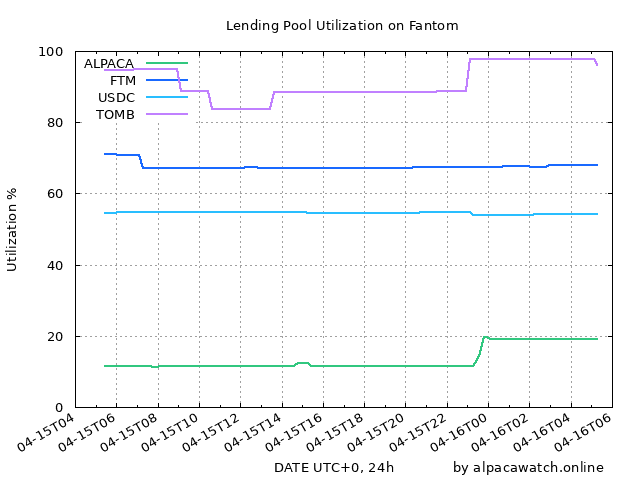 Lending Pool Utilization on Fantom
100
80
60
40
20
0
Utilization %
ALPACA
FTM
USDC
TOMB
04-15T04
04-15T06
04-15T08
04-15T10
04-15T12
04-15T14
04-15T16
04-15T18
04-15T20
04-15T22
04-16T00
04-16T02
04-16T04
04-16T06
DATE UTC+0, 24h
by alpacawatch.online